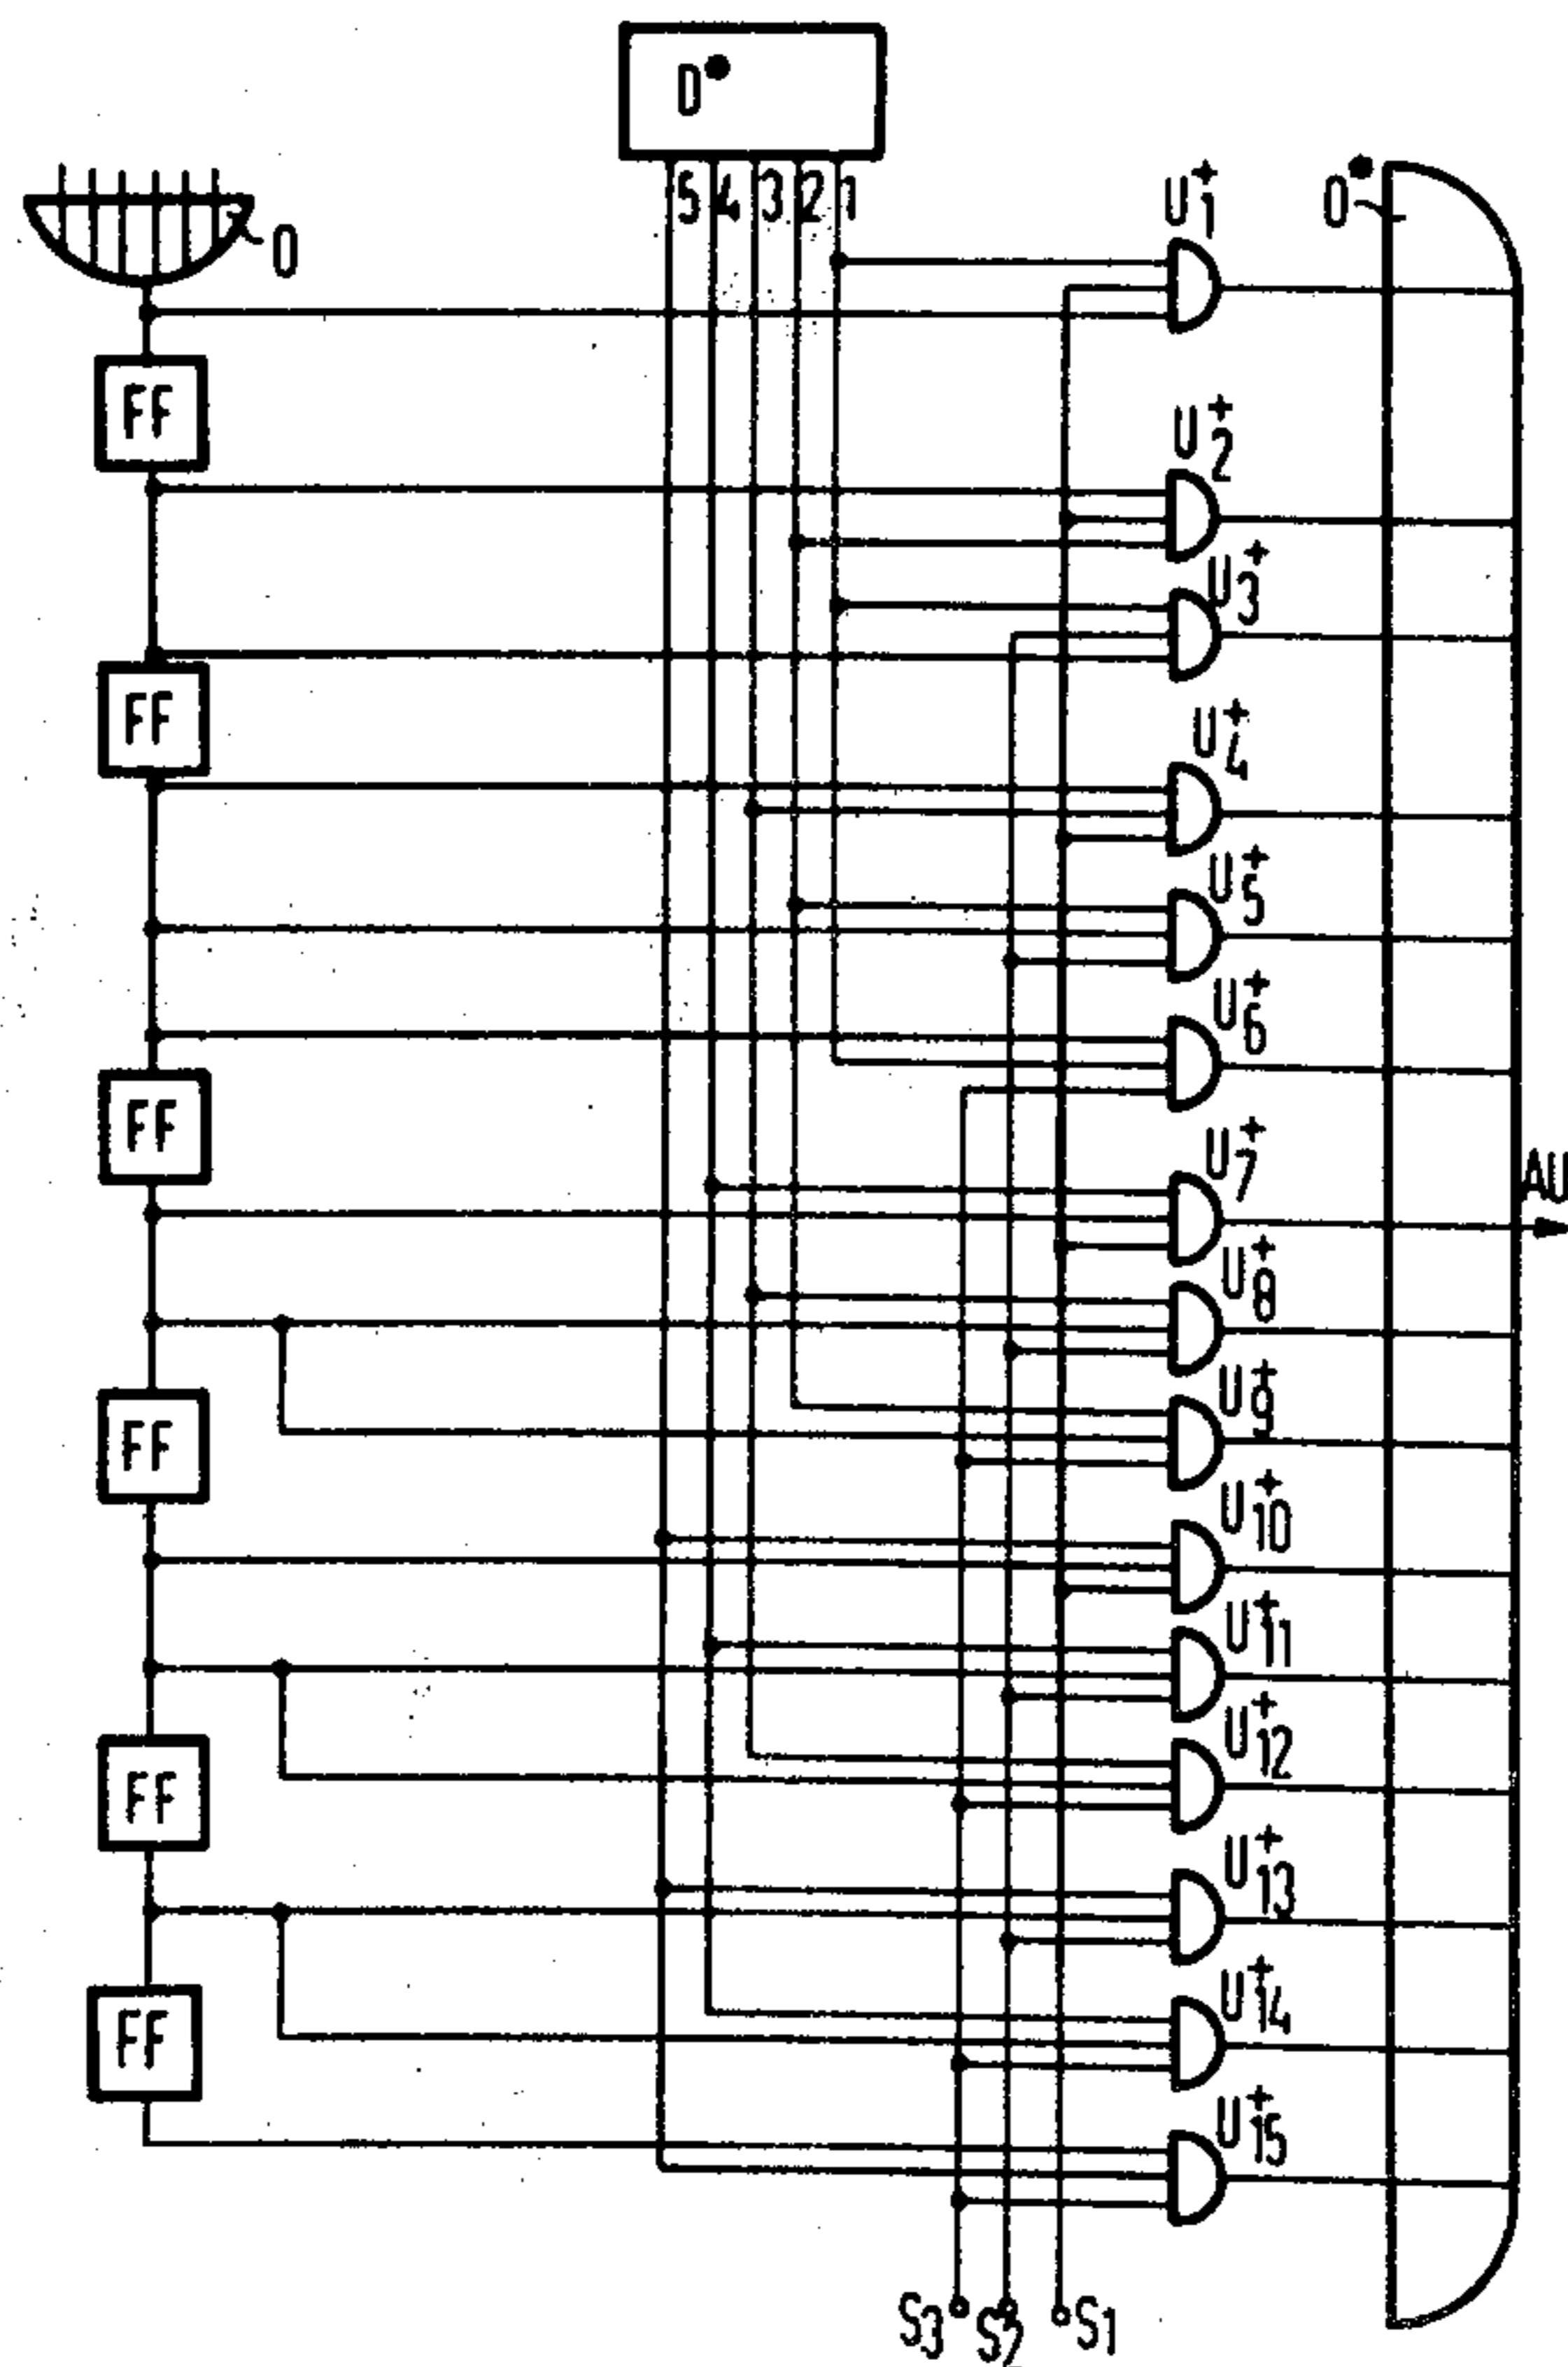 D●
5 4 3 2 1
O
U1+
O●
FF
U2+
U3+
FF
U4+
U5+
U6+
FF
U7+
AU
U8+
U9+
FF
U10+
U11+
U12+
FF
U13+
U14+
FF
U15+
S3 S2 S1